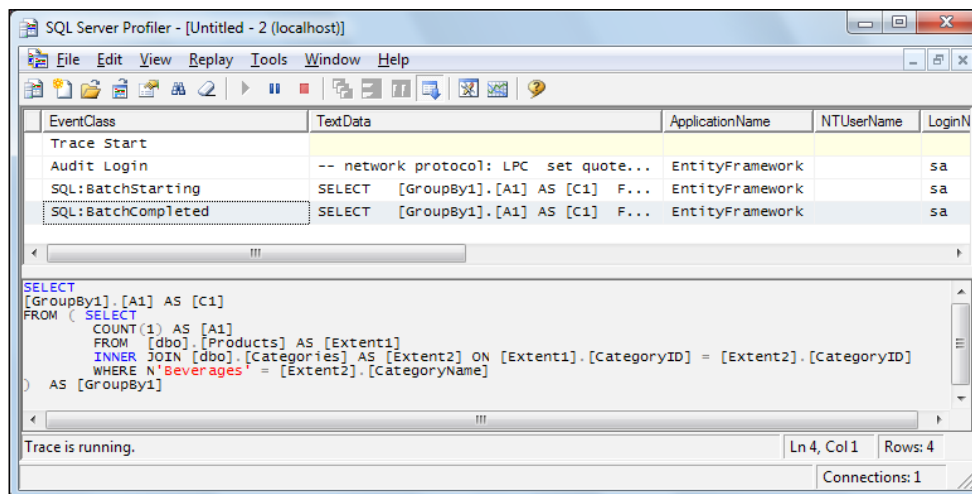 SQL Server Profiler - [Untitled - 2 (localhost)]
File Edit View Replay Tools Window Help
EventClass TextData ApplicationName NTUserName LoginN
Trace Start
Audit Login -- network protocol: LPC set quote... EntityFramework sa
SQL:BatchStarting SELECT [GroupBy1].[A1] AS [C1] F... EntityFramework sa
SQL:BatchCompleted SELECT [GroupBy1].[A1] AS [C1] F... EntityFramework sa
SELECT
[GroupBy1].[A1] AS [C1]
FROM ( SELECT
COUNT(1) AS [A1]
FROM [dbo].[Products] AS [Extent1]
INNER JOIN [dbo].[Categories] AS [Extent2] ON [Extent1].[CategoryID] = [Extent2].[CategoryID]
WHERE N'Beverages' = [Extent2].[CategoryName]
) AS [GroupBy1]
Trace is running. Ln 4, Col 1 Rows: 4
Connections: 1